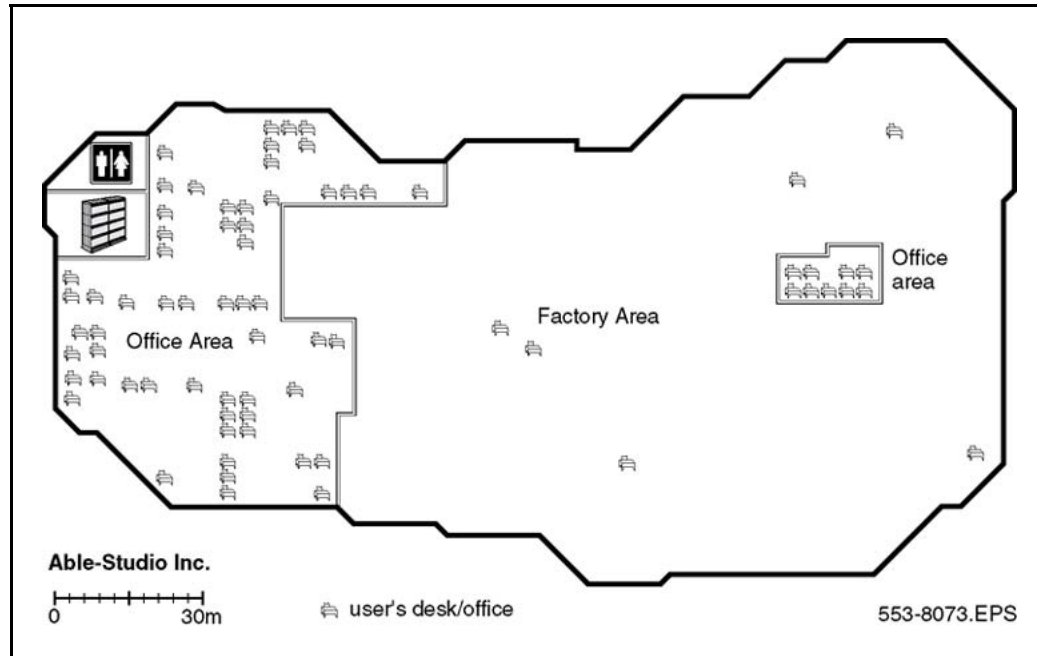 Office
area
Factory Area
Office Area
Able-Studio Inc.
0 30m
user's desk/office
553-8073.EPS